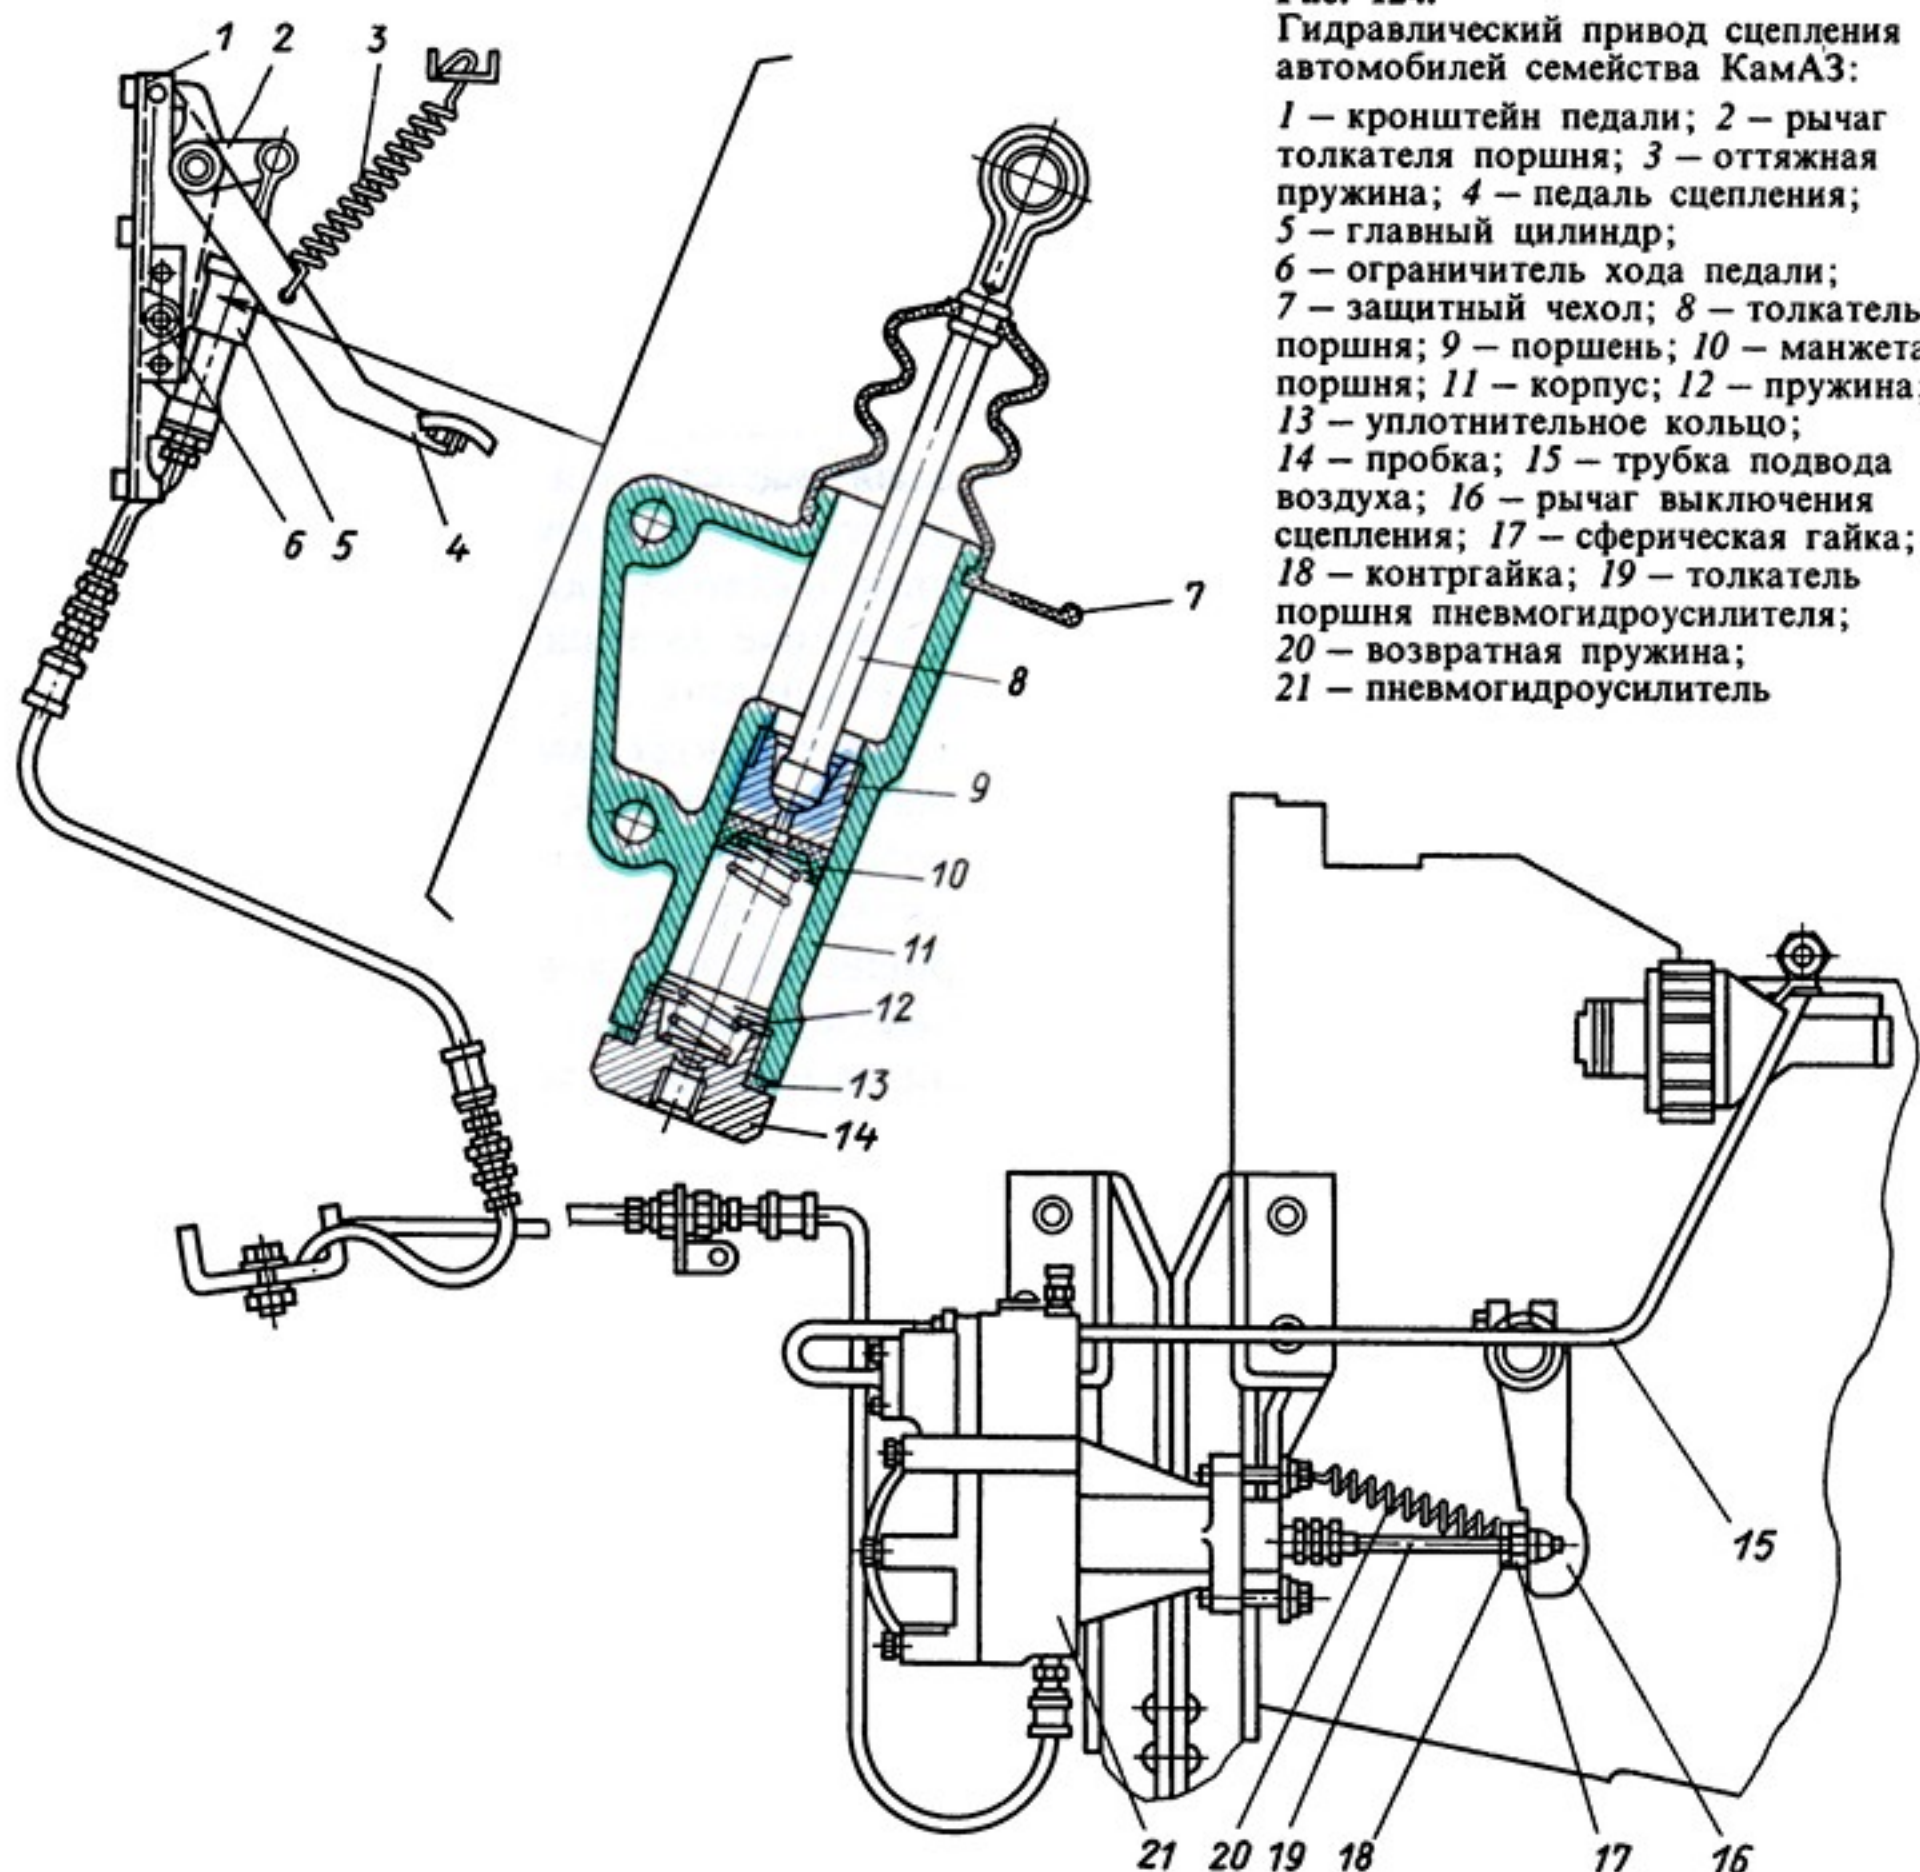 Гидравлический привод сцепления
автомобилей семейства КамАЗ:
1 — кронштейн педали; 2 — рычаг
толкателя поршня; 3 — оттяжная
пружина; 4 — педаль сцепления;
5 — главный цилиндр;
6 — ограничитель хода педали;
7 — защитный чехол; 8 — толкатель
поршня; 9 — поршень; 10 — манжета
поршня; 11 — корпус; 12 — пружина;
13 — уплотнительное кольцо;
14 — пробка; 15 — трубка подвода
воздуха; 16 — рычаг выключения
сцепления; 17 — сферическая гайка;
18 — контргайка; 19 — толкатель
поршня пневмогидроусилителя;
20 — возвратная пружина;
21 — пневмогидроусилитель
1 2 3
6 5 4
7
8
9
10
11
12
13
14
15
21 20 19 18 17 16